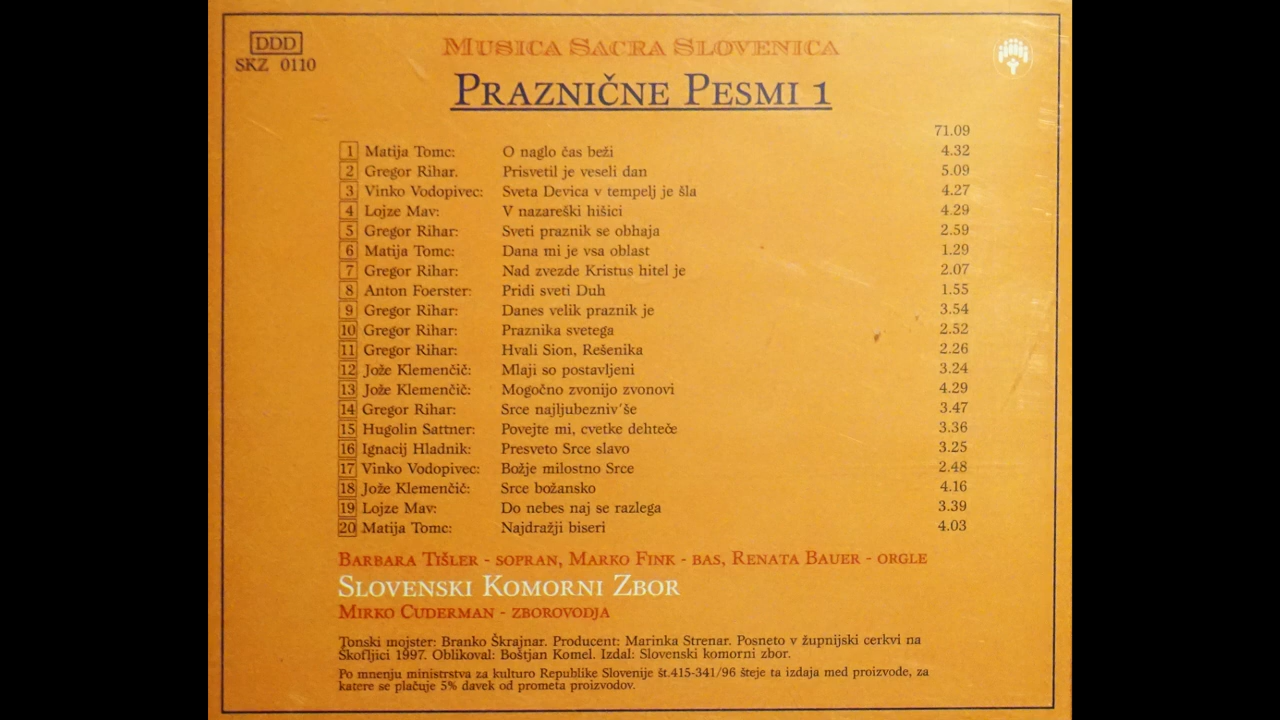 DDD
SKZ 0110
MUSICA SACRA SLOVENICA
PRAZNIČNE PESMI 1
71.09
1 Matija Tomc: O naglo čas beži 4.32
2 Gregor Rihar. Prisvetil je veseli dan 5.09
3 Vinko Vodopivec: Sveta Devica v tempelj je šla 4.27
4 Lojze Mav: V nazareški hišici 4.29
5 Gregor Rihar: Sveti praznik se obhaja 2.59
6 Matija Tomc: Dana mi je vsa oblast 1.29
7 Gregor Rihar: Nad zvezde Kristus hitel je 2.07
8 Anton Foerster: Pridi sveti Duh 1.55
9 Gregor Rihar: Danes velik praznik je 3.54
10 Gregor Rihar: Praznika svetega 2.52
11 Gregor Rihar: Hvali Sion, Rešenika 2.26
12 Jože Klemenčič: Mlaji so postavljeni 3.24
13 Jože Klemenčič: Mogočno zvonijo zvonovi 4.29
14 Gregor Rihar: Srce najljubezniv´še 3.47
15 Hugolin Sattner: Povejte mi, cvetke dehteče 3.36
16 Ignacij Hladnik: Presveto Srce slavo 3.25
17 Vinko Vodopivec: Božje milostno Srce 2.48
18 Jože Klemenčič: Srce božansko 4.16
19 Lojze Mav: Do nebes naj se razlega 3.39
20 Matija Tomc: Najdražji biseri 4.03
BARBARA TIŠLER - SOPRAN, MARKO FINK - BAS, RENATA BAUER - ORGLE
SLOVENSKI KOMORNI ZBOR
MIRKO CUDERMAN - ZBOROVODJA
Tonski mojster: Branko Škrajnar. Producent: Marinka Strenar. Posneto v župnijski cerkvi na
Škofljici 1997. Oblikoval: Boštjan Komel. Izdal: Slovenski komorni zbor.
Po mnenju ministrstva za kulturo Republike Slovenije št.415-341/96 šteje ta izdaja med proizvode, za
katere se plačuje 5% davek od prometa proizvodov.